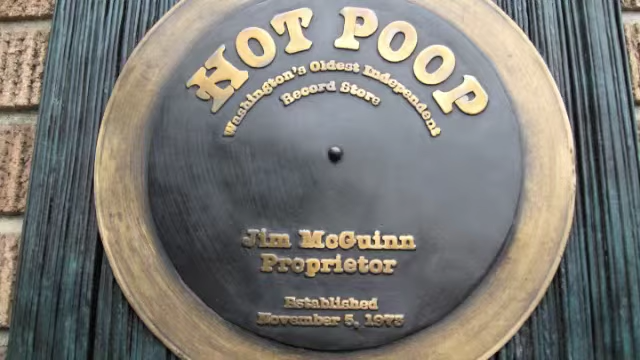 HOT POOP
Washington's Oldest Independent
Record Store
Jim McGuinn
Proprietor
Established
November 5, 1973